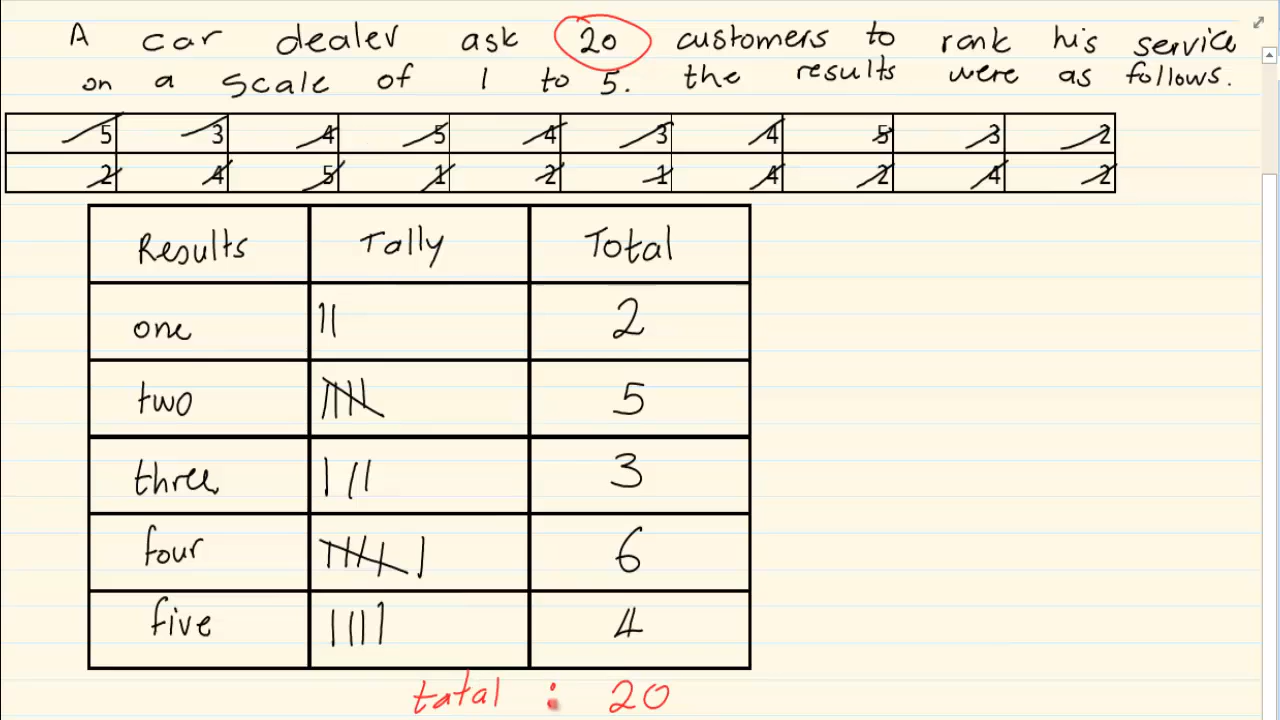 A car dealer ask 20 customers to rank his service
on a scale of 1 to 5. the results were as follows.
5 3 4 5 4 3 4 5 3 2
2 4 5 1 2 1 4 2 4 2
Results Tally Total
one || 2
two 5
three ||| 3
four 6
five |||| 4
tatal : 20